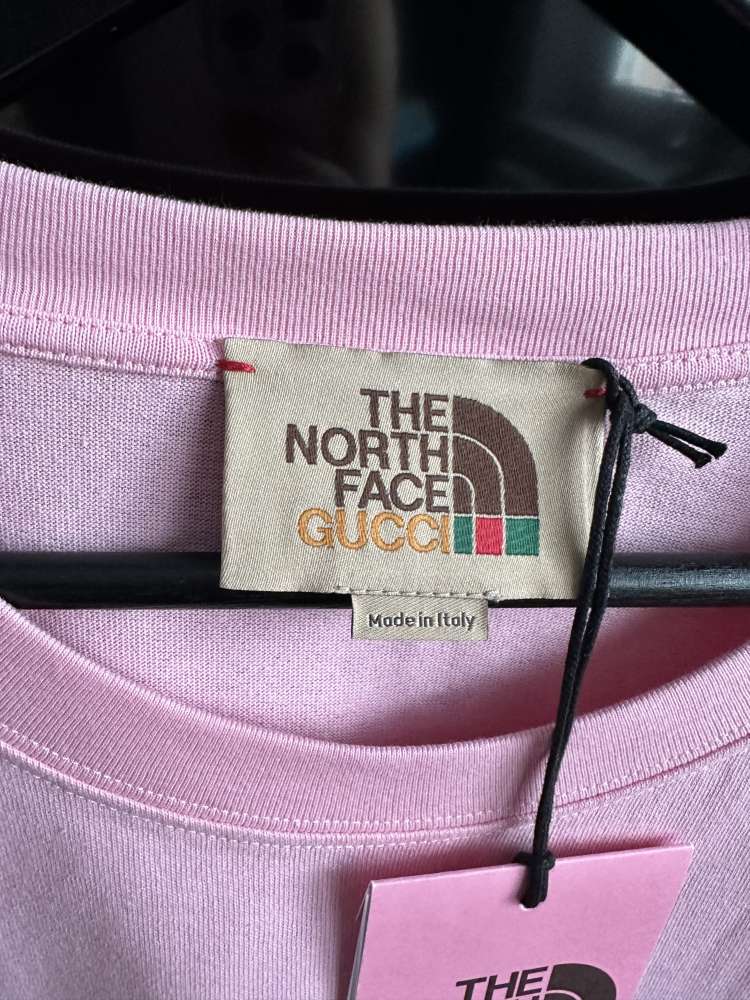 THE
NORTH
FACE
GUCCI
Made in Italy
THE